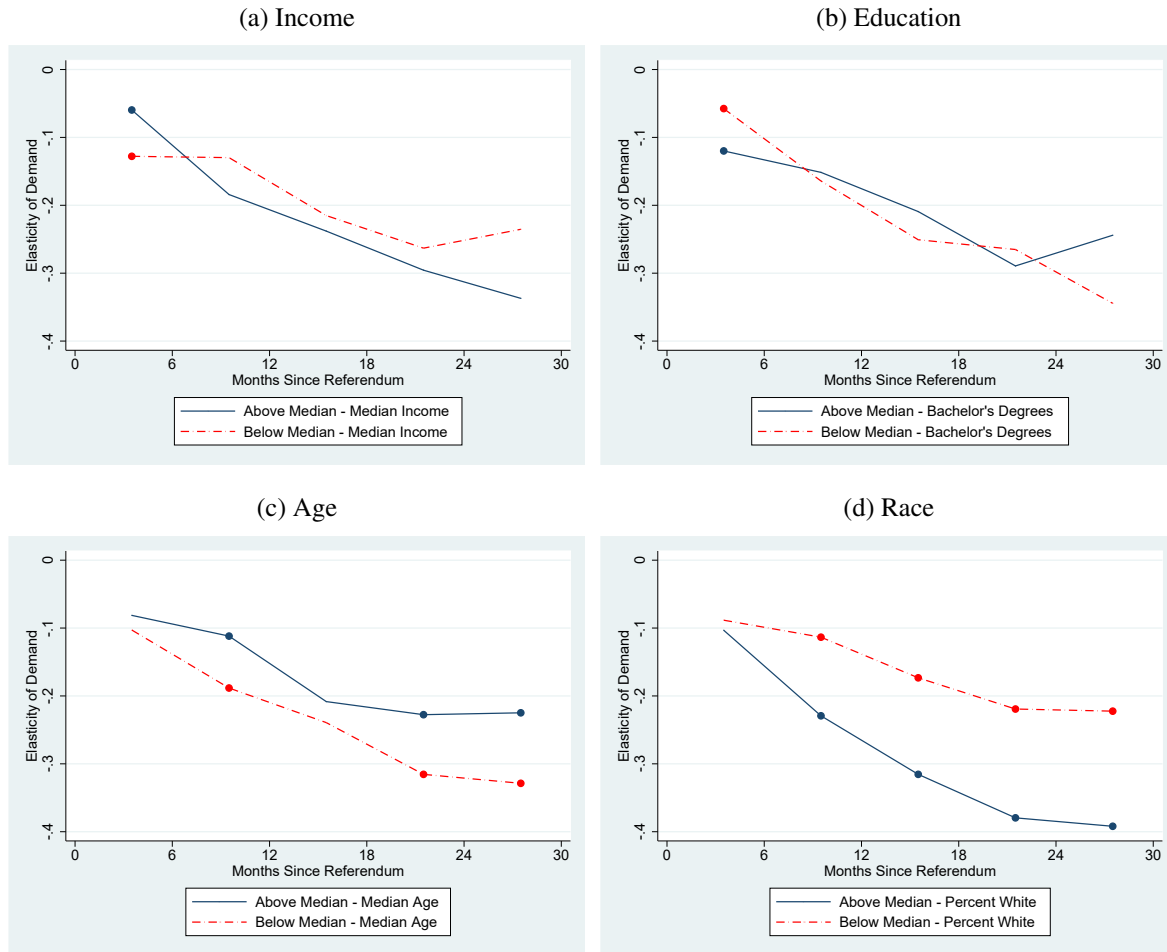 (a) Income
0
-.1
-.2
-.3
-.4
Elasticity of Demand
0 6 12 18 24 30
Months Since Referendum
Above Median - Median Income
Below Median - Median Income
(b) Education
0
-.1
-.2
-.3
-.4
Elasticity of Demand
0 6 12 18 24 30
Months Since Referendum
Above Median - Bachelor's Degrees
Below Median - Bachelor's Degrees
(c) Age
0
-.1
-.2
-.3
-.4
Elasticity of Demand
0 6 12 18 24 30
Months Since Referendum
Above Median - Median Age
Below Median - Median Age
(d) Race
0
-.1
-.2
-.3
-.4
Elasticity of Demand
0 6 12 18 24 30
Months Since Referendum
Above Median - Percent White
Below Median - Percent White